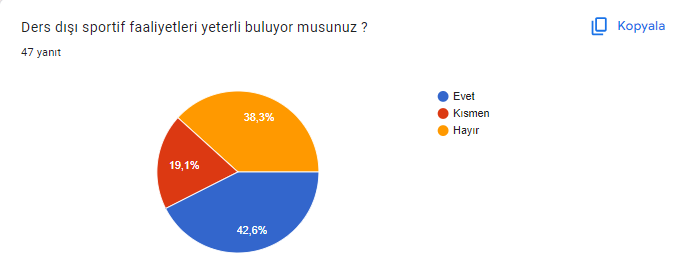 Ders dışı sportif faaliyetleri yeterli buluyor musunuz ?
Kopyala
47 yanıt
Evet
Kısmen
Hayır
38,3%
19,1%
42,6%